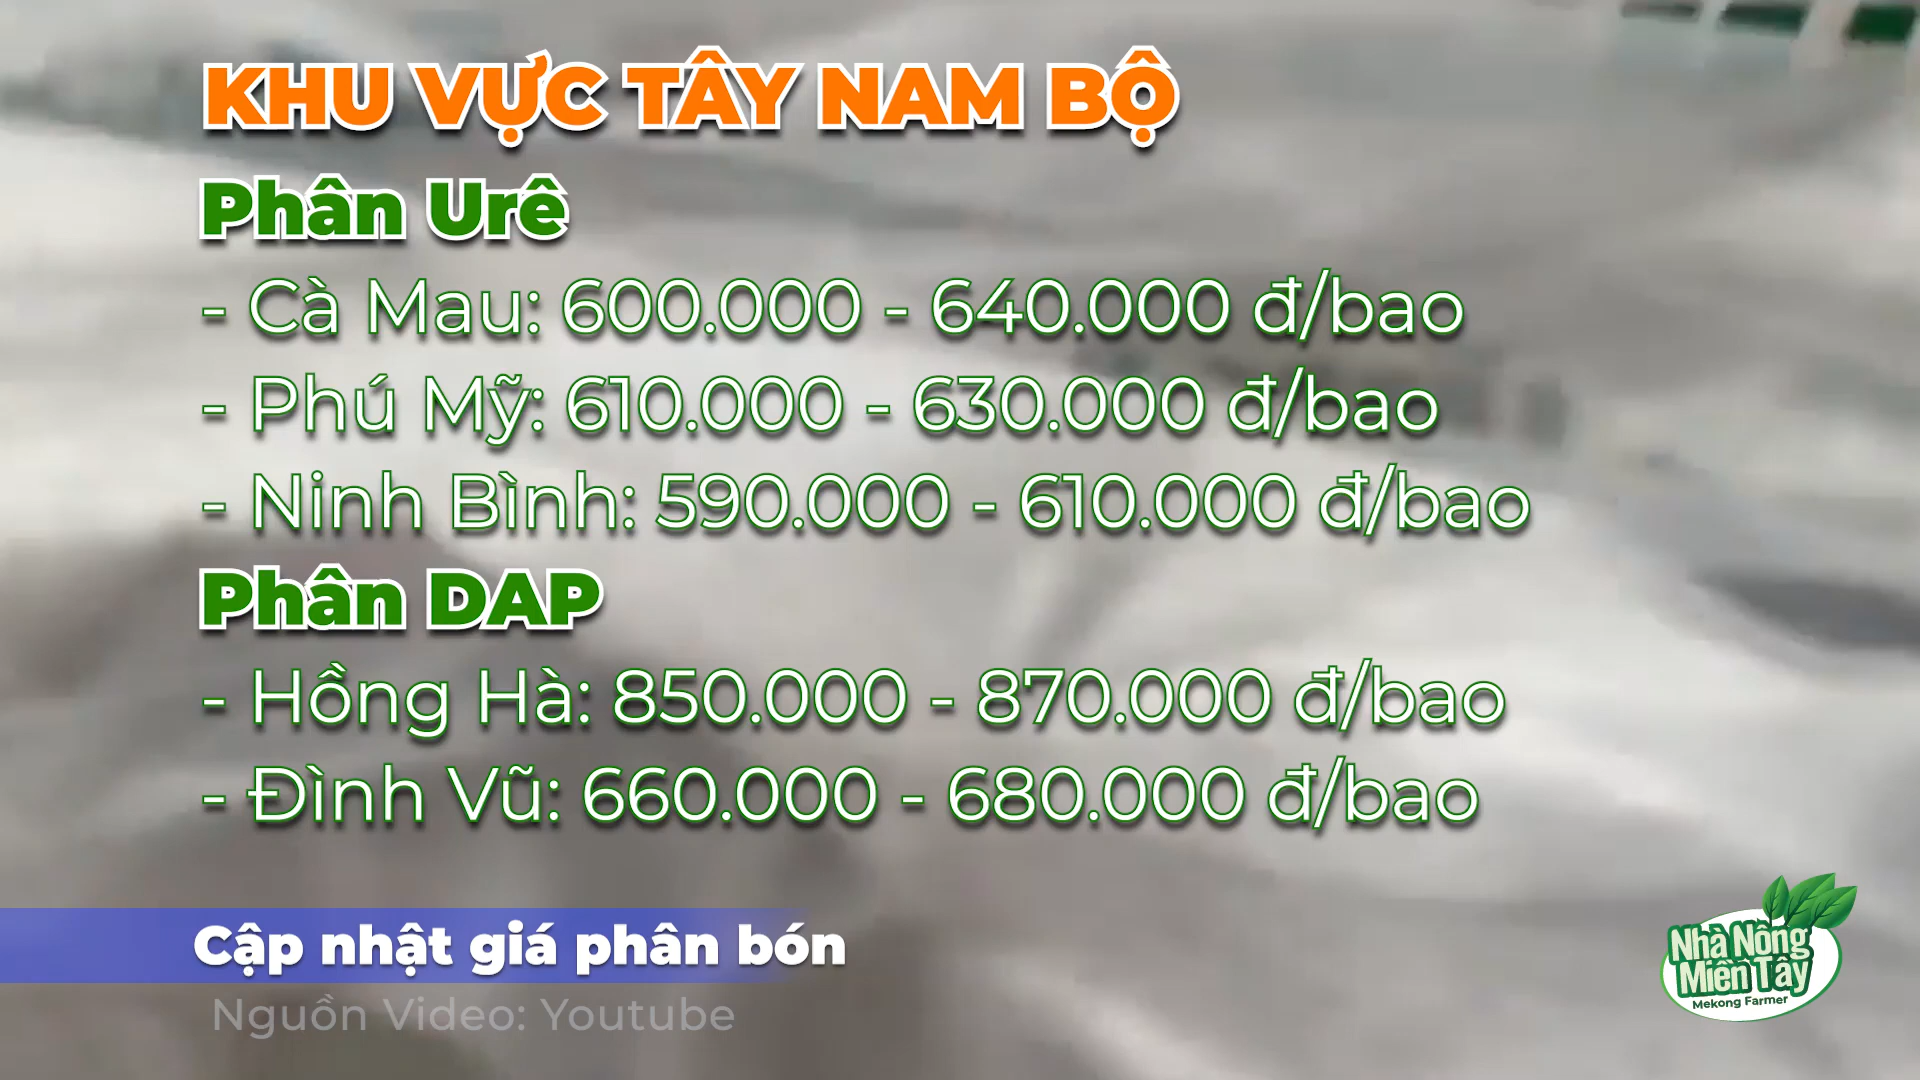 KHU VỰC TÂY NAM BỘ
Phân Urê
- Cà Mau: 600.000 - 640.000 đ/bao
- Phú Mỹ: 610.000 - 630.000 đ/bao
- Ninh Bình: 590.000 - 610.000 đ/bao
Phân DAP
- Hồng Hà: 850.000 - 870.000 đ/bao
- Đình Vũ: 660.000 - 680.000 đ/bao
Cập nhật giá phân bón
Nguồn Video: Youtube
Nhà Nông
Miền Tây
Mekong Farmer